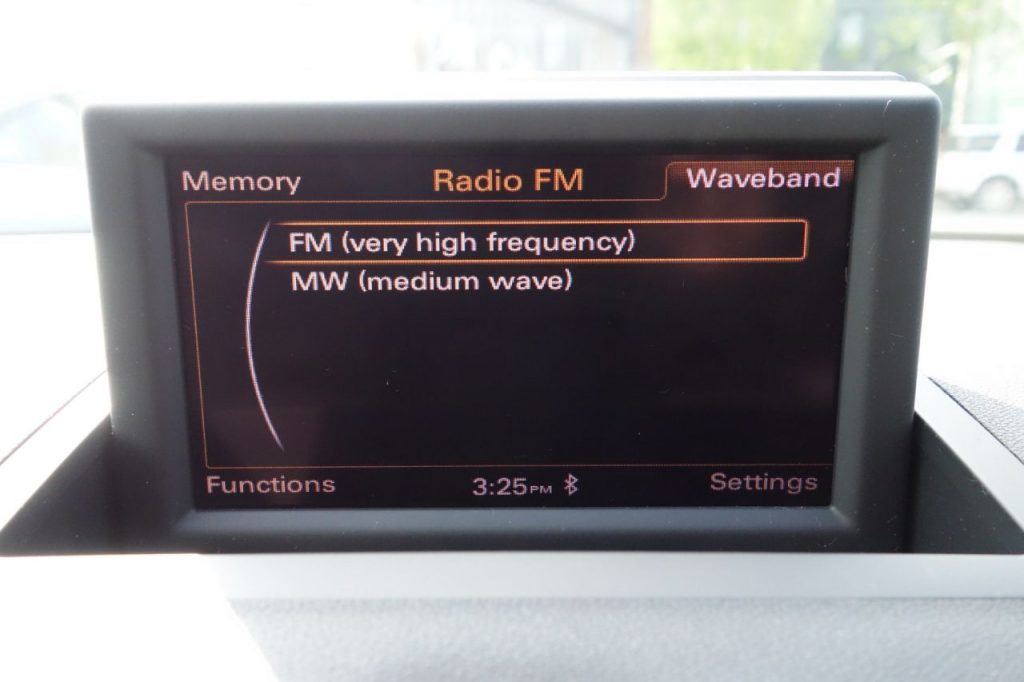 Memory Radio FM Waveband
FM (very high frequency)
MW (medium wave)
Functions 3:25PM Settings